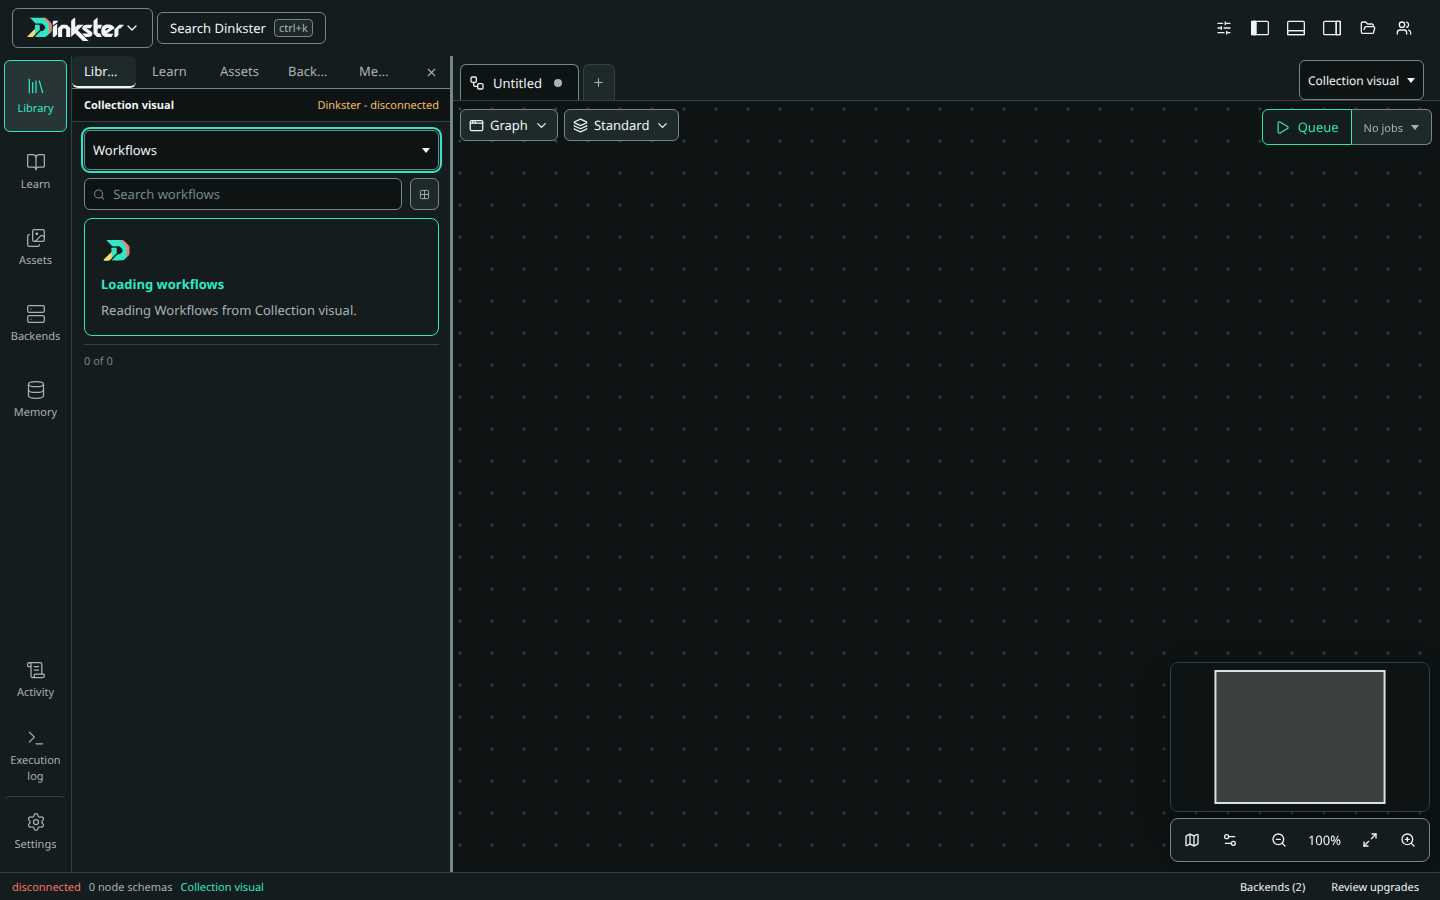 Dinkster
Search Dinkster ctrl+k
Libr... Learn Assets Back... Me...
Untitled
Collection visual
Library
Learn
Assets
Backends
Memory
Activity
Execution
log
Settings
Collection visual Dinkster - disconnected
Workflows
Search workflows
Loading workflows
Reading Workflows from Collection visual.
0 of 0
Graph Standard
Queue No jobs
100%
disconnected 0 node schemas Collection visual
Backends (2) Review upgrades